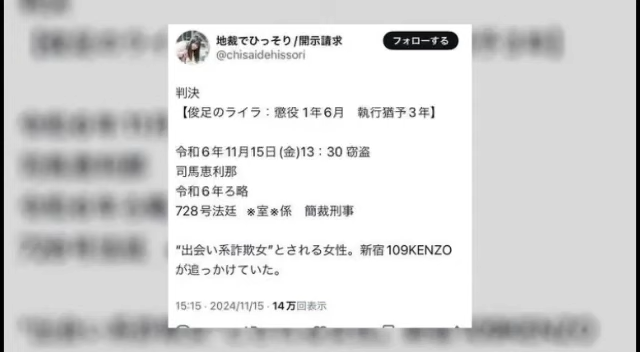 地裁でひっそり/開示請求
@chisaidehissori
フォローする
判決
【俊足のライラ：懲役1年6月 執行猶予3年】
令和6年11月15日(金)13：30 窃盗
司馬恵利那
令和6年ろ略
728号法廷 ※室※係 簡裁刑事
“出会い系詐欺女”とされる女性。新宿109KENZO
が追っかけていた。
15:15・2024/11/15・14万回表示